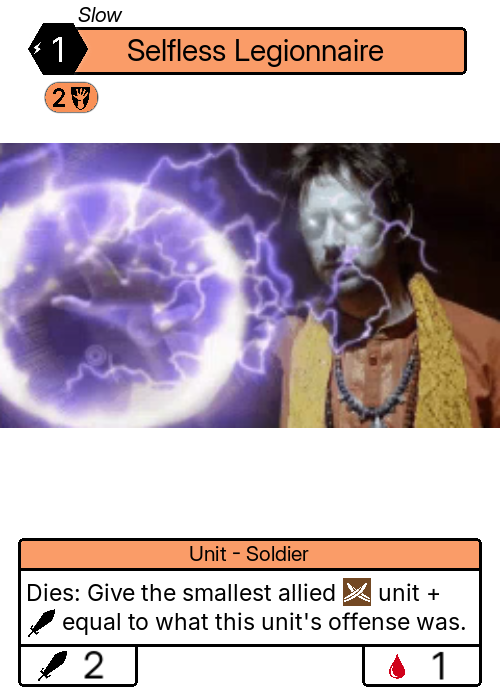 Slow
1
Selfless Legionnaire
2
Unit - Soldier
Dies: Give the smallest allied unit +
equal to what this unit's offense was.
2
1